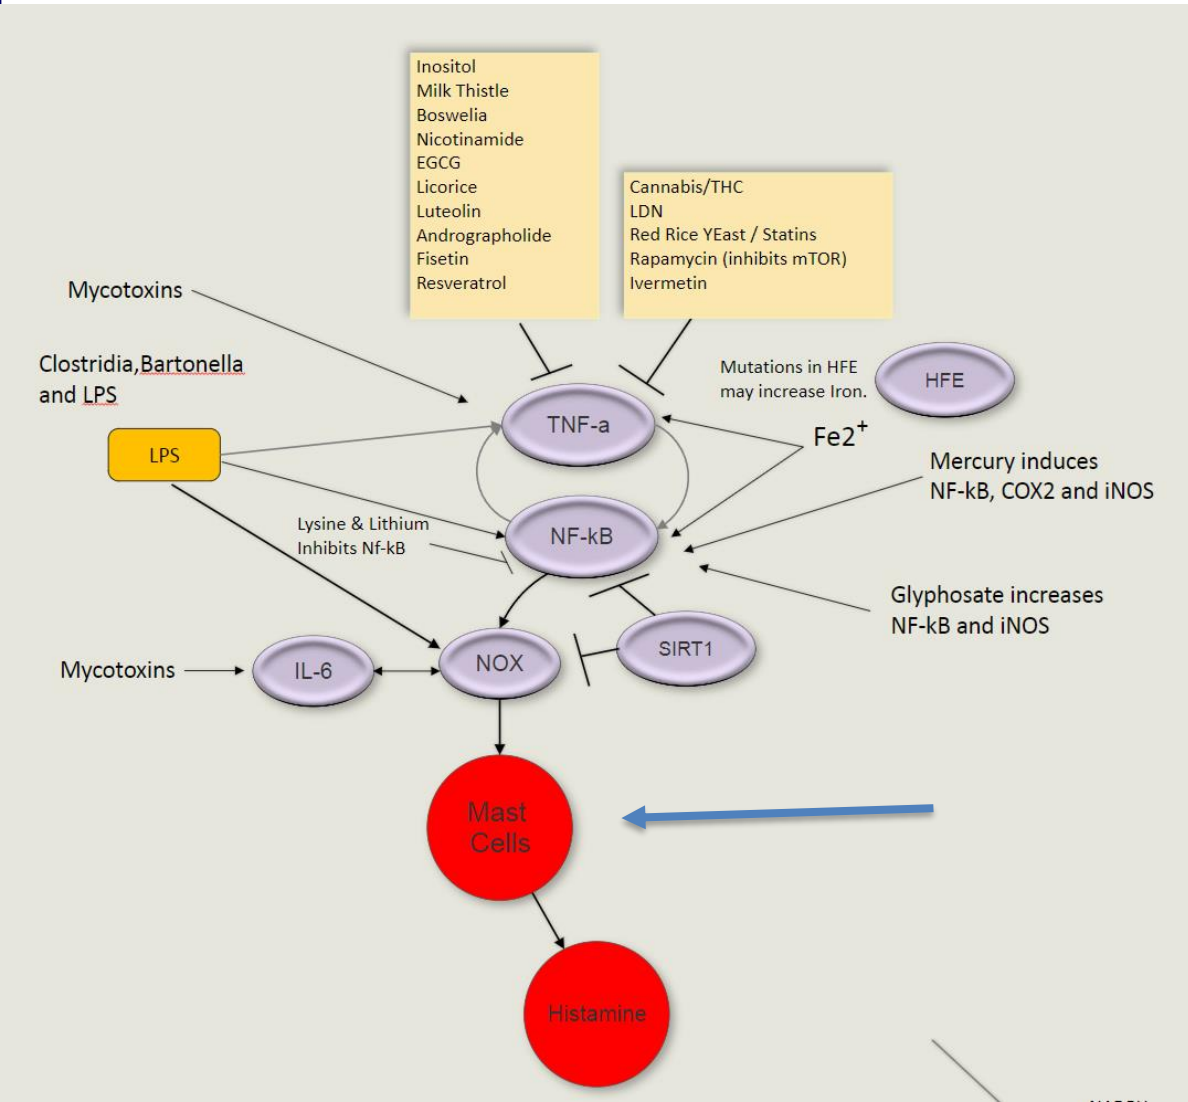 Inositol
Milk Thistle
Boswelia
Nicotinamide
EGCG
Licorice
Luteolin
Andrographolide
Fisetin
Resveratrol
Cannabis/THC
LDN
Red Rice YEast / Statins
Rapamycin (inhibits mTOR)
Ivermetin
Mycotoxins
Clostridia,Bartonella
and LPS
LPS
Mutations in HFE
may increase Iron.
HFE
TNF-a
Fe2+
Mercury induces
NF-kB, COX2 and iNOS
Lysine & Lithium
Inhibits Nf-kB
NF-kB
Glyphosate increases
NF-kB and iNOS
SIRT1
Mycotoxins
IL-6
NOX
Mast
Cells
Histamine